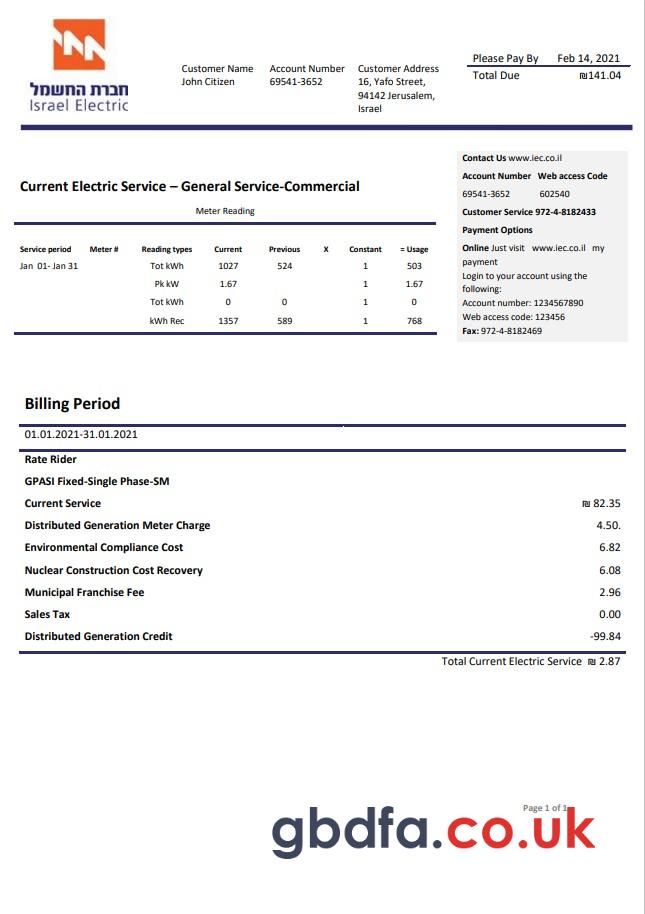 חברת החשמל
Israel Electric
Customer Name Account Number Customer Address
John Citizen 69541-3652 16, Yafo Street,
94142 Jerusalem,
Israel
Please Pay By Feb 14, 2021
Total Due ₪141.04
Contact Us www.iec.co.il
Account Number Web access Code
69541-3652 602540
Customer Service 972-4-8182433
Payment Options
Online Just visit www.iec.co.il my
payment
Login to your account using the
following:
Account number: 1234567890
Web access code: 123456
Fax: 972-4-8182469
Current Electric Service – General Service-Commercial
Meter Reading
Service period Meter # Reading types Current Previous X Constant = Usage
Jan 01- Jan 31 Tot kWh 1027 524 1 503
Pk kW 1.67 1 1.67
Tot kWh 0 0 1 0
kWh Rec 1357 589 1 768
Billing Period
01.01.2021-31.01.2021
Rate Rider
GPASI Fixed-Single Phase-SM
Current Service ₪ 82.35
Distributed Generation Meter Charge 4.50.
Environmental Compliance Cost 6.82
Nuclear Construction Cost Recovery 6.08
Municipal Franchise Fee 2.96
Sales Tax 0.00
Distributed Generation Credit -99.84
Total Current Electric Service ₪ 2.87
Page 1 of 1
gbdfa.co.uk